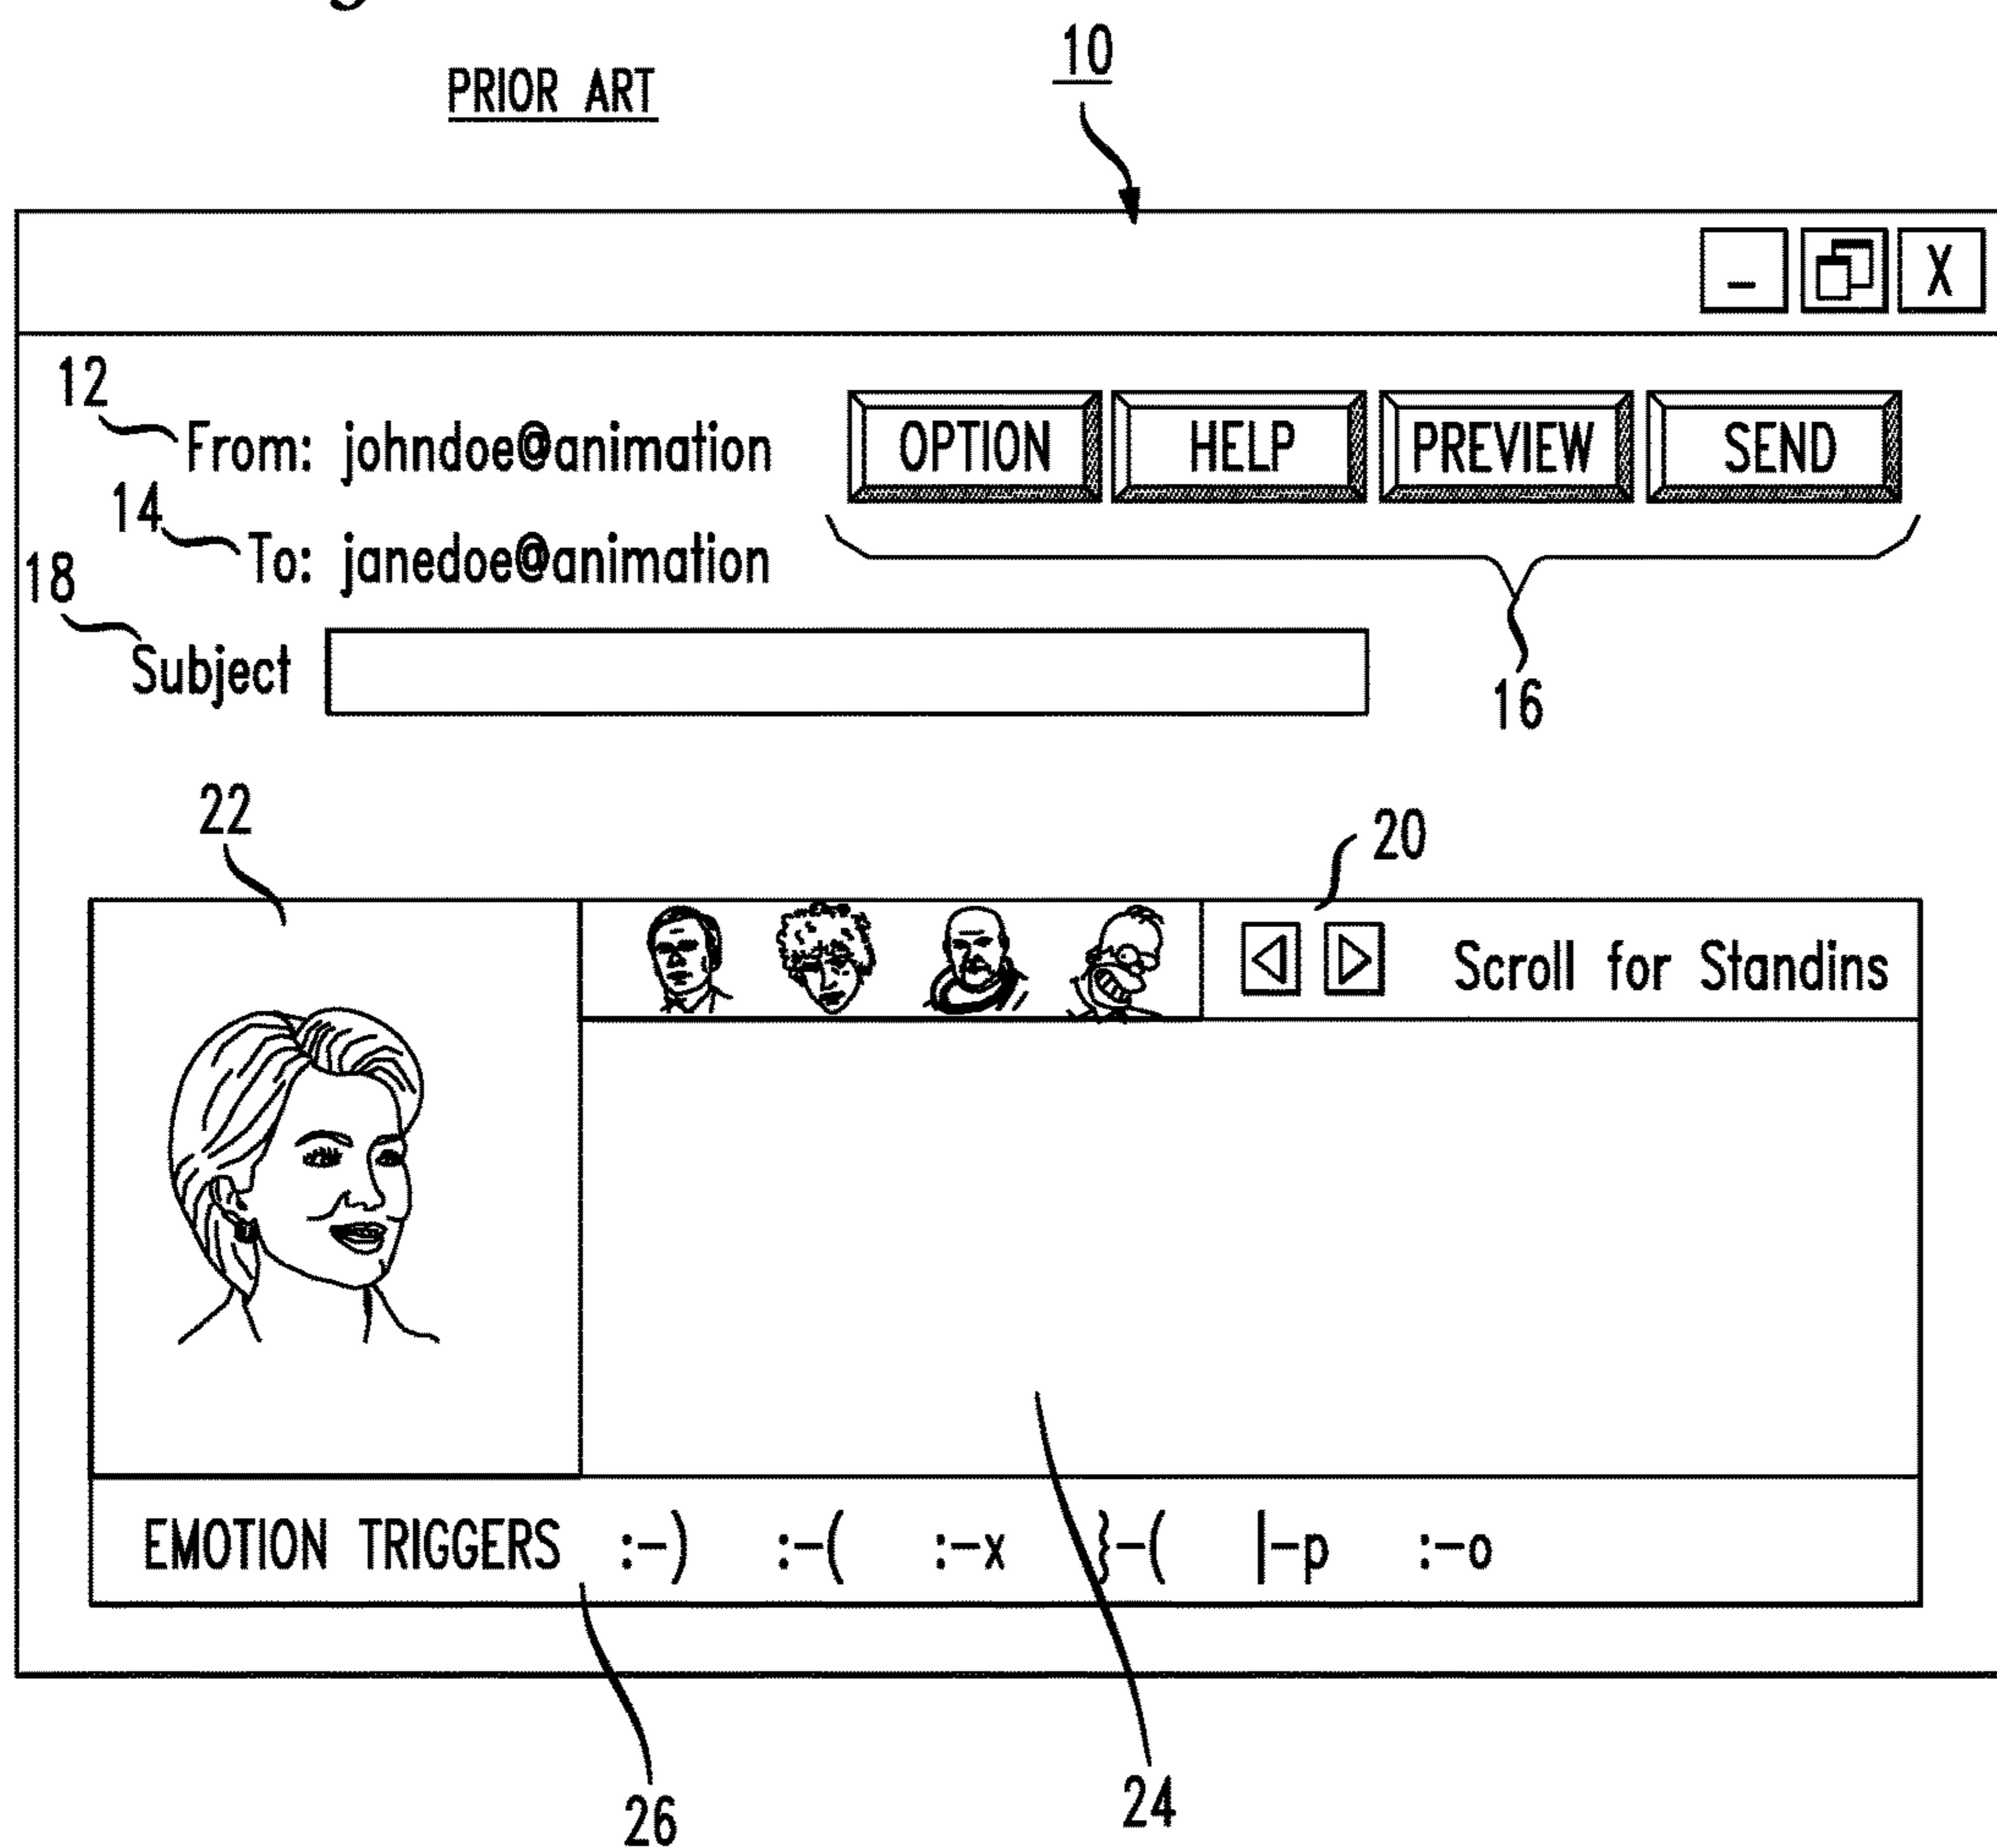 PRIOR ART
10
_ X
12
From: johndoe@animation OPTION HELP PREVIEW SEND
14
To: janedoe@animation
18
Subject
16
22
20
Scroll for Standins
EMOTION TRIGGERS :-) :-( :-x }-( |-p :-o
24
26